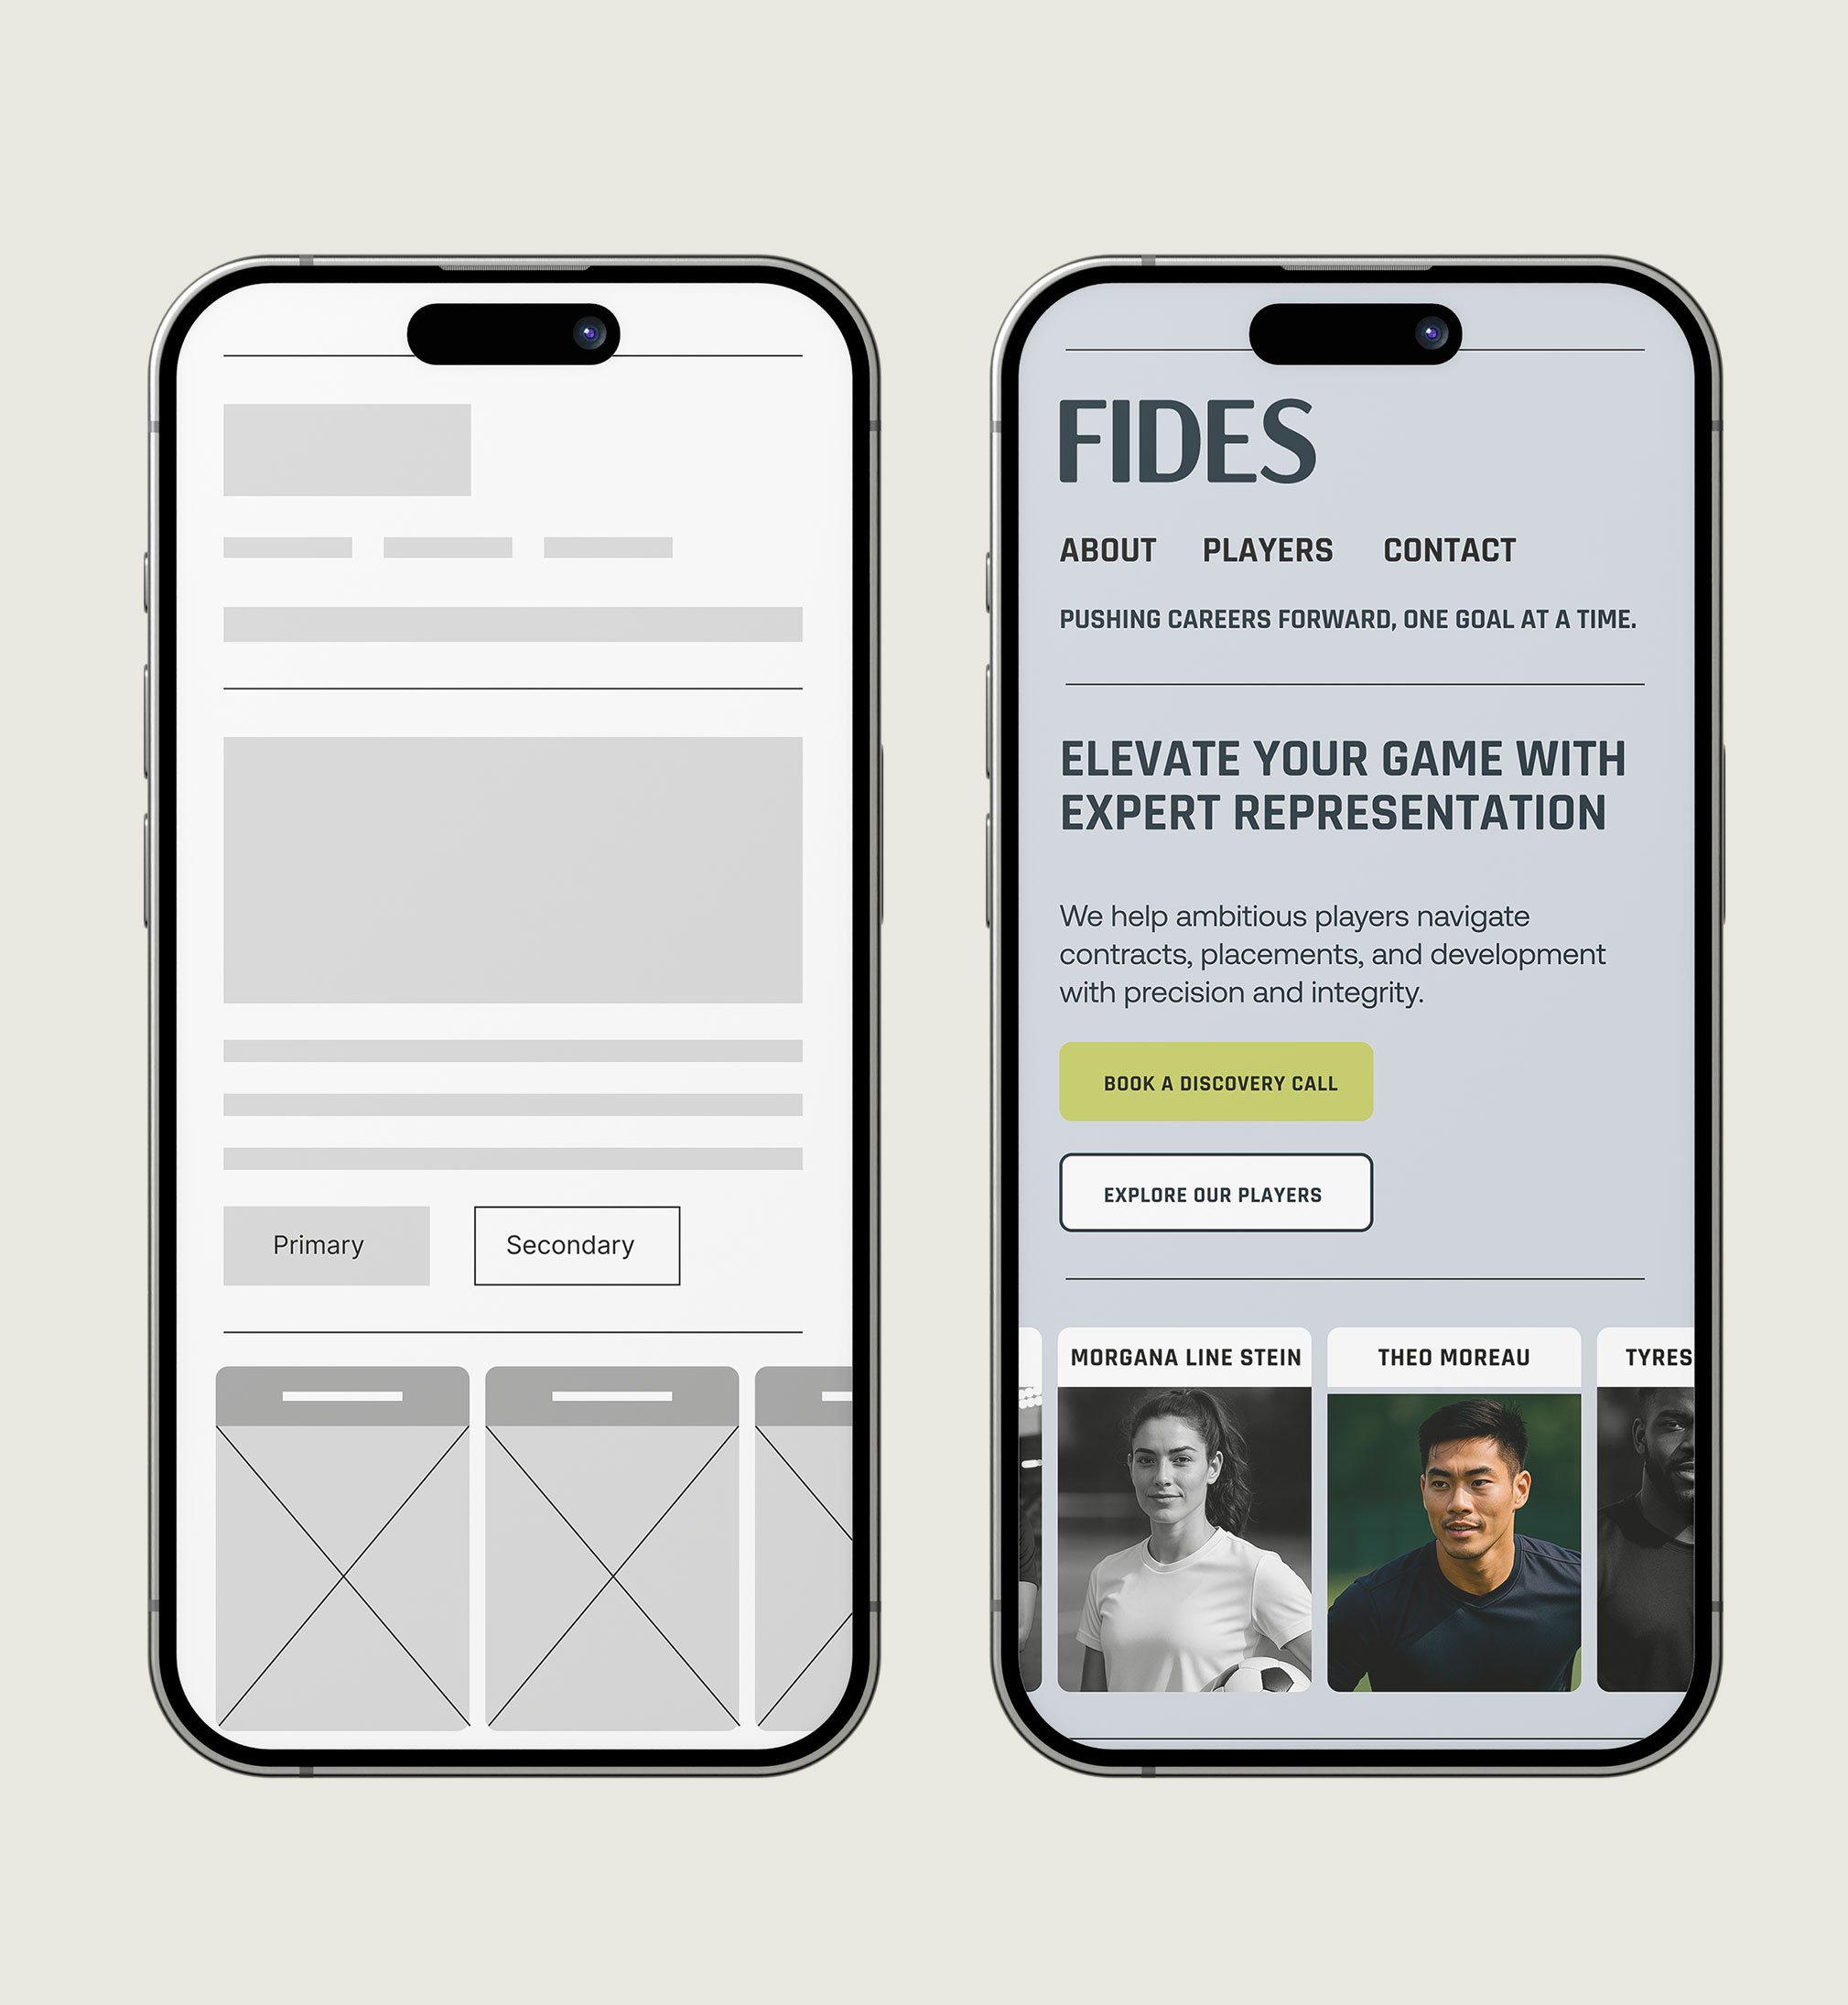 Primary
Secondary
FIDES
ABOUT PLAYERS CONTACT
PUSHING CAREERS FORWARD, ONE GOAL AT A TIME.
ELEVATE YOUR GAME WITH
EXPERT REPRESENTATION
We help ambitious players navigate
contracts, placements, and development
with precision and integrity.
BOOK A DISCOVERY CALL
EXPLORE OUR PLAYERS
MORGANA LINE STEIN
THEO MOREAU
TYRES